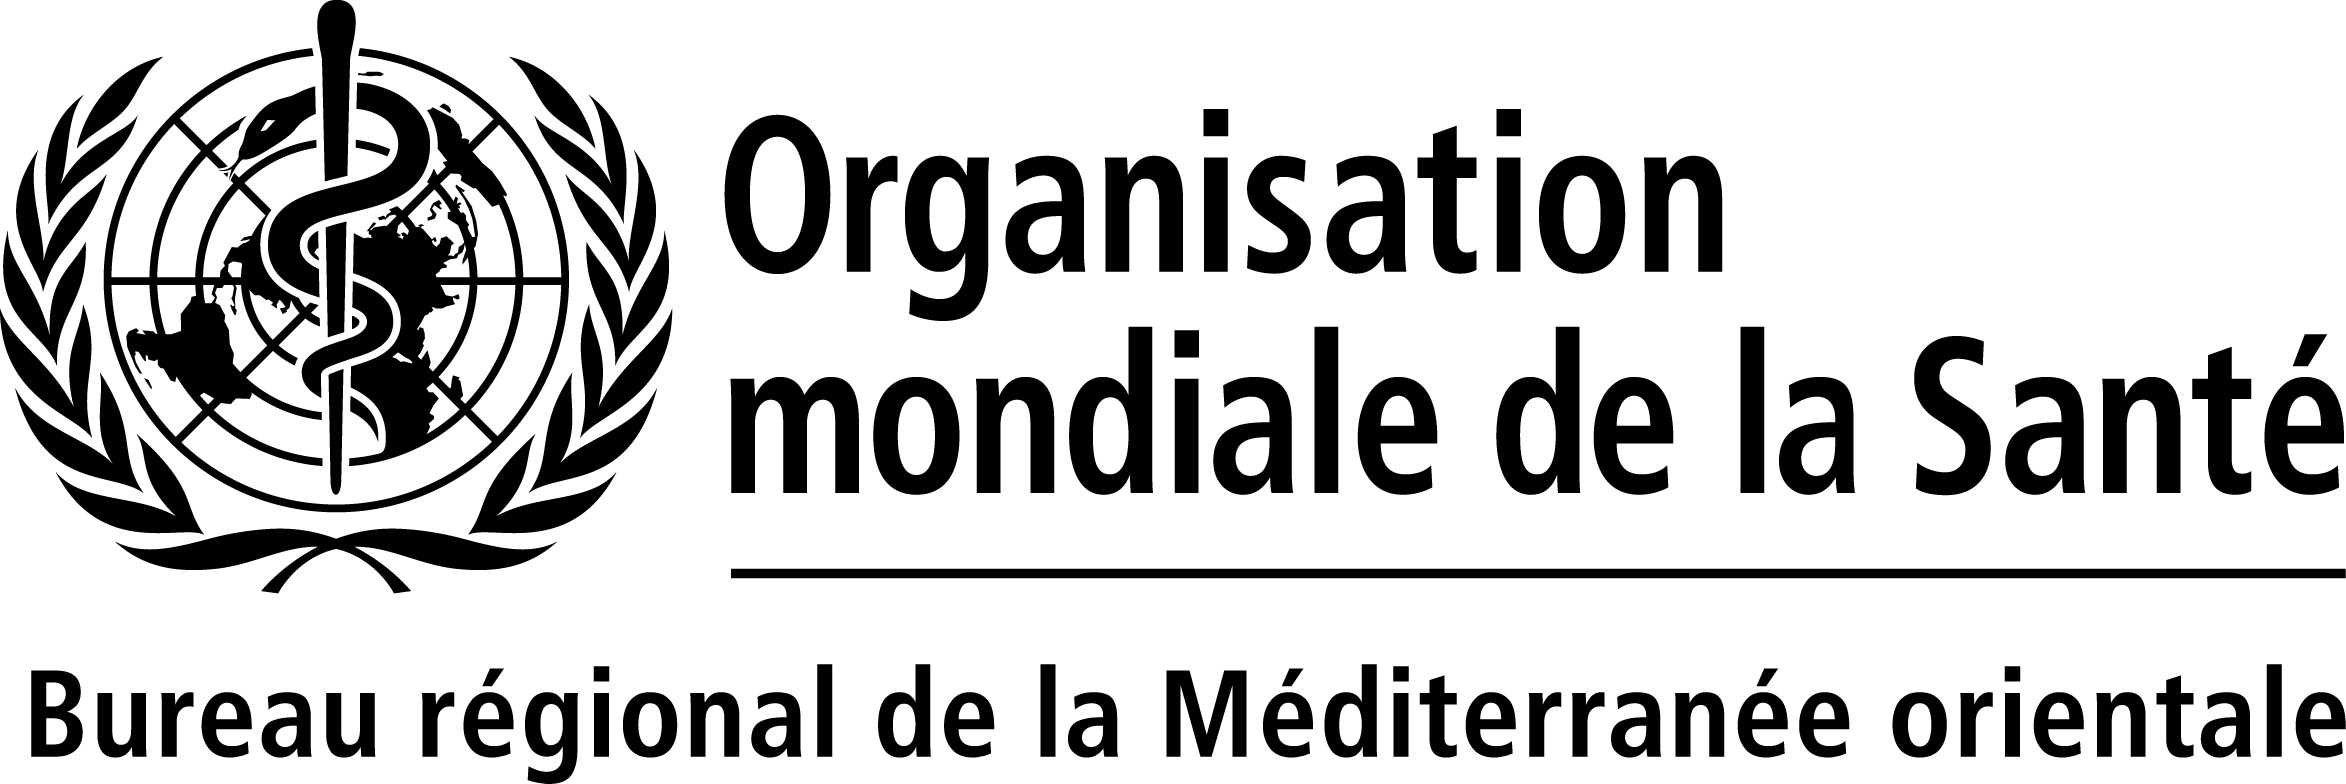 Organisation
mondiale de la Santé
Bureau régional de la Méditerranée orientale